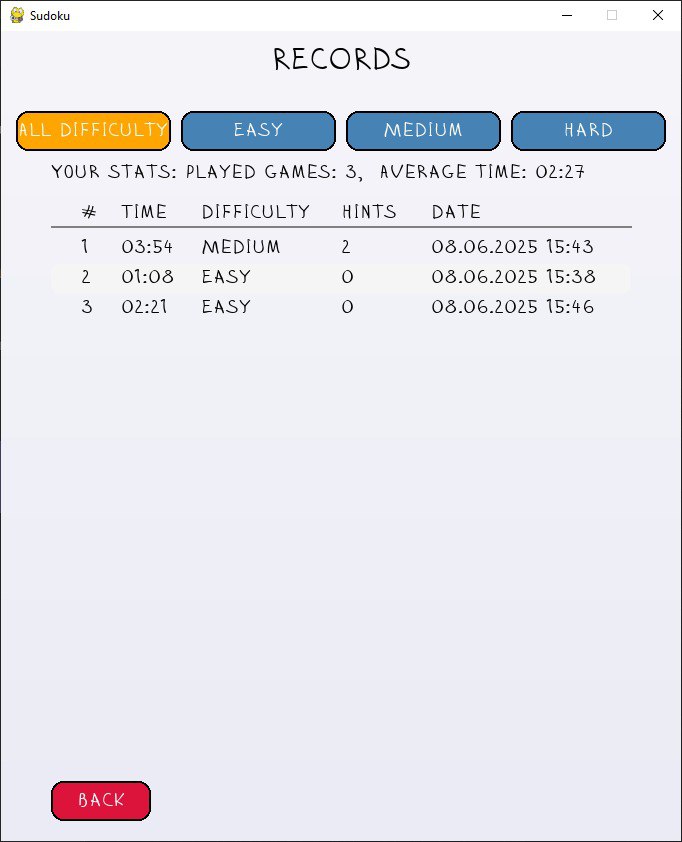 Sudoku
RECORDS
ALL DIFFICULTY EASY MEDIUM HARD
YOUR STATS: PLAYED GAMES: 3, AVERAGE TIME: 02:27
# TIME DIFFICULTY HINTS DATE
1 03:54 MEDIUM 2 08.06.2025 15:43
2 01:08 EASY 0 08.06.2025 15:38
3 02:21 EASY 0 08.06.2025 15:46
BACK